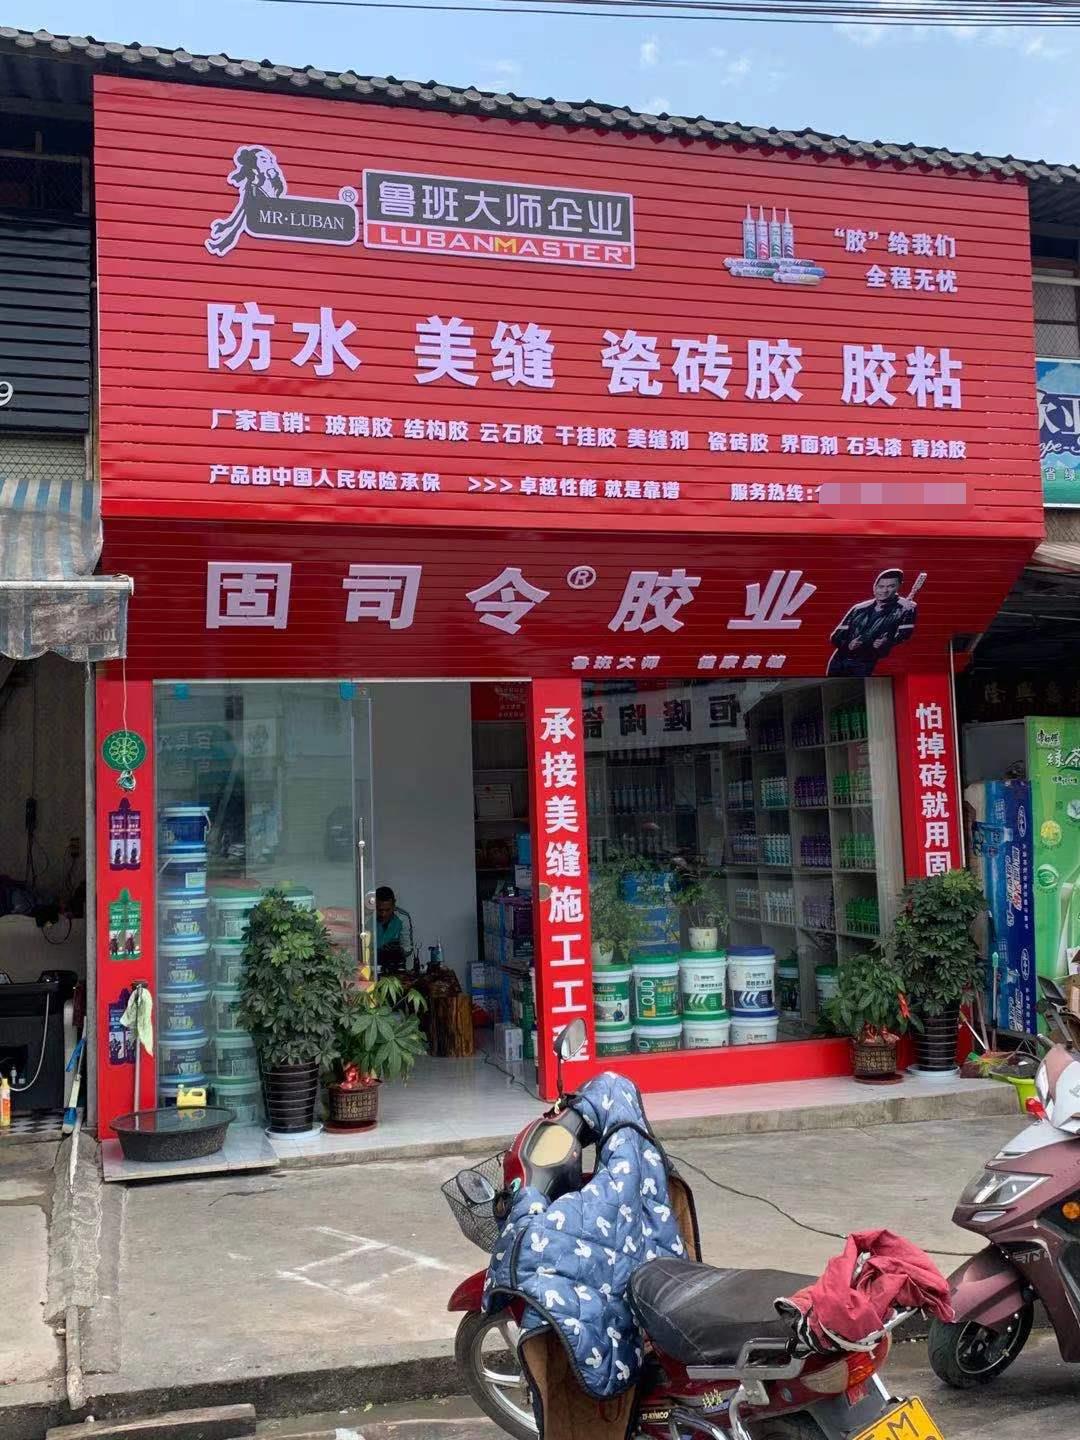 MR·LUBAN®
鲁班大师企业
LUBANMASTER®
“胶”给我们
全程无忧
防水 美缝 瓷砖胶 胶粘
厂家直销: 玻璃胶 结构胶 云石胶 干挂胶 美缝剂 瓷砖胶 界面剂 石头漆 背涂胶
产品由中国人民保险承保 >>>卓越性能 就是靠谱 服务热线:
固司令®胶业
鲁班大师
承接美缝施工工程
怕掉砖就用固
恒隆陶瓷